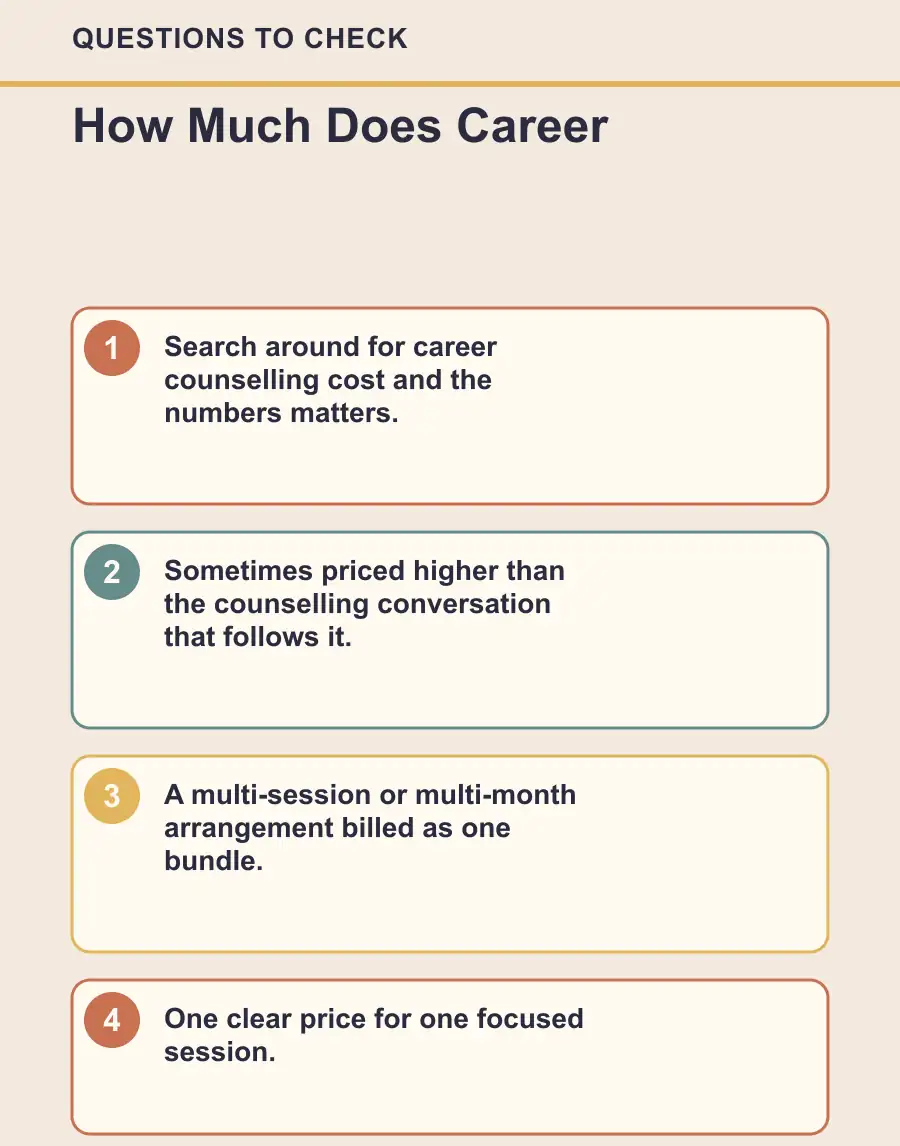 QUESTIONS TO CHECK
How Much Does Career
1
Search around for career
counselling cost and the
numbers matters.
2
Sometimes priced higher than
the counselling conversation
that follows it.
3
A multi-session or multi-month
arrangement billed as one
bundle.
4
One clear price for one focused
session.